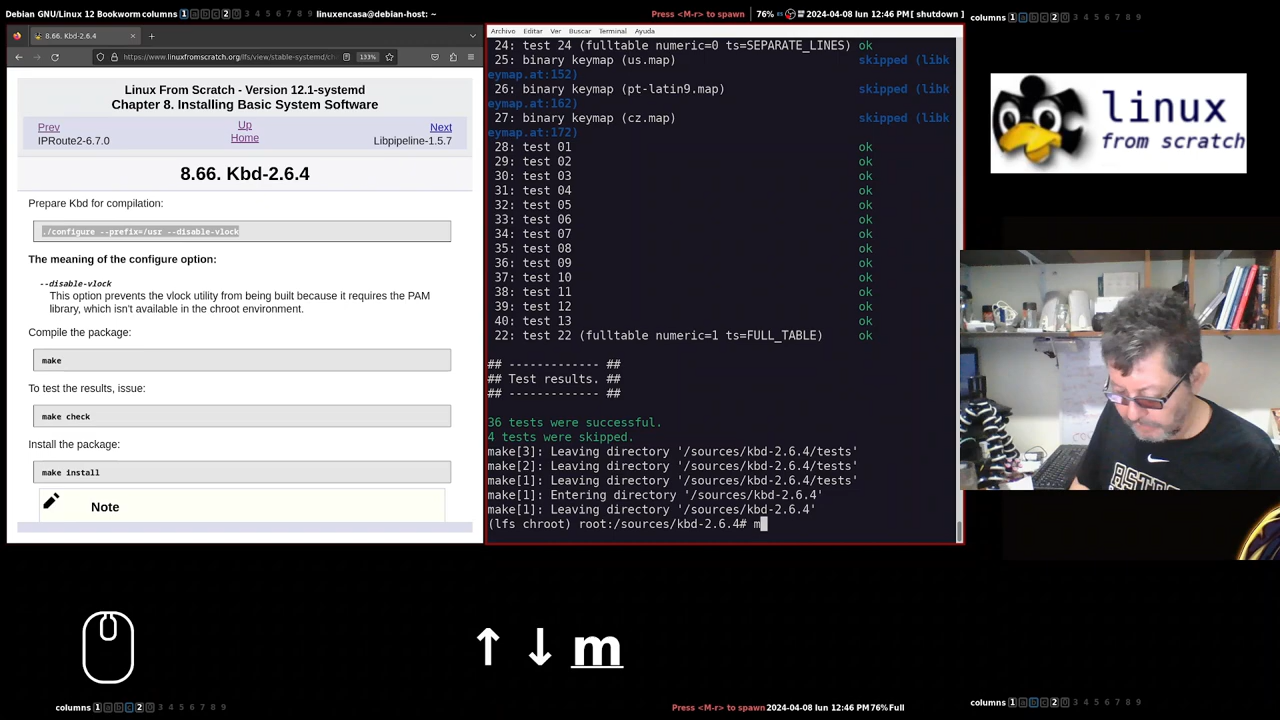 Debian GNU/Linux 12 Bookworm columns 1 a b c 2 0 3 4 5 6 7 8 9 linuxencasa@debian-host: ~
Press <M-r> to spawn 76% 2024-04-08 lun 12:46 PM [ shutdown ]
columns 1 a b c 2 0 3 4 5 6 7 8 9
8.66. Kbd-2.6.4
https://www.linuxfromscratch.org/lfs/view/stable-systemd/ch
133%
Linux From Scratch - Version 12.1-systemd
Chapter 8. Installing Basic System Software
Prev Up Next
IPRoute2-6.7.0 Home Libpipeline-1.5.7
8.66. Kbd-2.6.4
Prepare Kbd for compilation:
./configure --prefix=/usr --disable-vlock
The meaning of the configure option:
--disable-vlock
This option prevents the vlock utility from being built because it requires the PAM
library, which isn't available in the chroot environment.
Compile the package:
make
To test the results, issue:
make check
Install the package:
make install
Note
Archivo Editar Ver Buscar Terminal Ayuda
24: test 24 (fulltable numeric=0 ts=SEPARATE_LINES) ok
25: binary keymap (us.map) skipped (libk
eymap.at:152)
26: binary keymap (pt-latin9.map) skipped (libk
eymap.at:162)
27: binary keymap (cz.map) skipped (libk
eymap.at:172)
28: test 01 ok
29: test 02 ok
30: test 03 ok
31: test 04 ok
32: test 05 ok
33: test 06 ok
34: test 07 ok
35: test 08 ok
36: test 09 ok
37: test 10 ok
38: test 11 ok
39: test 12 ok
40: test 13 ok
22: test 22 (fulltable numeric=1 ts=FULL_TABLE) ok
## ------------- ##
## Test results. ##
## ------------- ##
36 tests were successful.
4 tests were skipped.
make[3]: Leaving directory '/sources/kbd-2.6.4/tests'
make[2]: Leaving directory '/sources/kbd-2.6.4/tests'
make[1]: Leaving directory '/sources/kbd-2.6.4/tests'
make[1]: Entering directory '/sources/kbd-2.6.4'
make[1]: Leaving directory '/sources/kbd-2.6.4'
(lfs chroot) root:/sources/kbd-2.6.4# m
linux
from scratch
↑ ↓ m
columns 1 a b c 2 0 3 4 5 6 7 8 9
Press <M-r> to spawn 2024-04-08 lun 12:46 PM 76% Full
columns 1 a b c 2 0 3 4 5 6 7 8 9